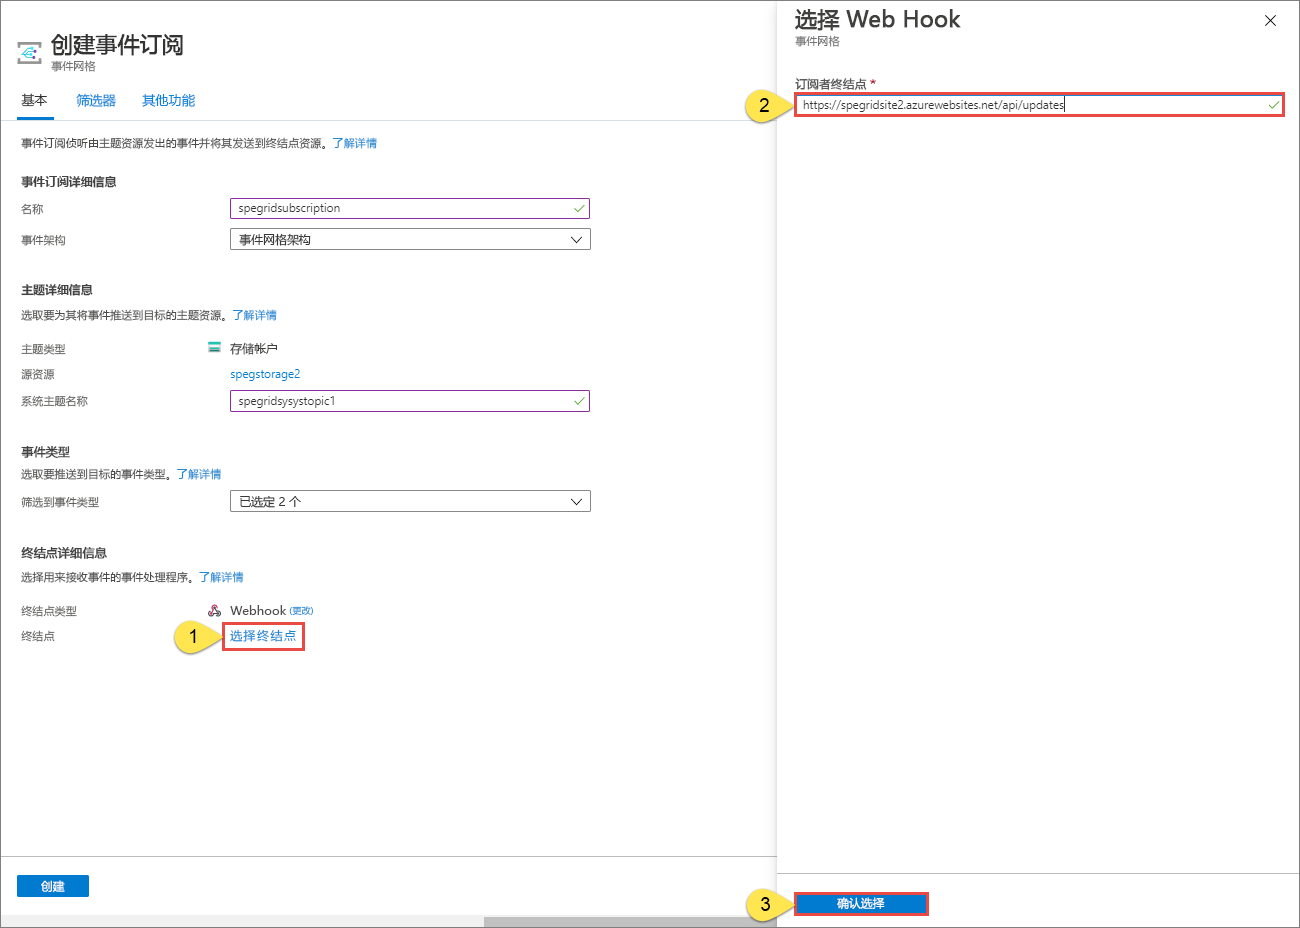 创建事件订阅
事件网格
基本 筛选器 其他功能
事件订阅侦听由主题资源发出的事件并将其发送到终结点资源。了解详情
事件订阅详细信息
名称 spegridsubscription
事件架构 事件网格架构
主题详细信息
选取要为其将事件推送到目标的主题资源。了解详情
主题类型 存储帐户
源资源 spegstorage2
系统主题名称 spegridsysystopic1
事件类型
选取要推送到目标的事件类型。了解详情
筛选到事件类型 已选定 2 个
终结点详细信息
选择用来接收事件的事件处理程序。了解详情
终结点类型 Webhook (更改)
终结点 1 选择终结点
创建
选择 Web Hook
事件网格
订阅者终结点 *
2 https://spegridsite2.azurewebsites.net/api/updates
3 确认选择